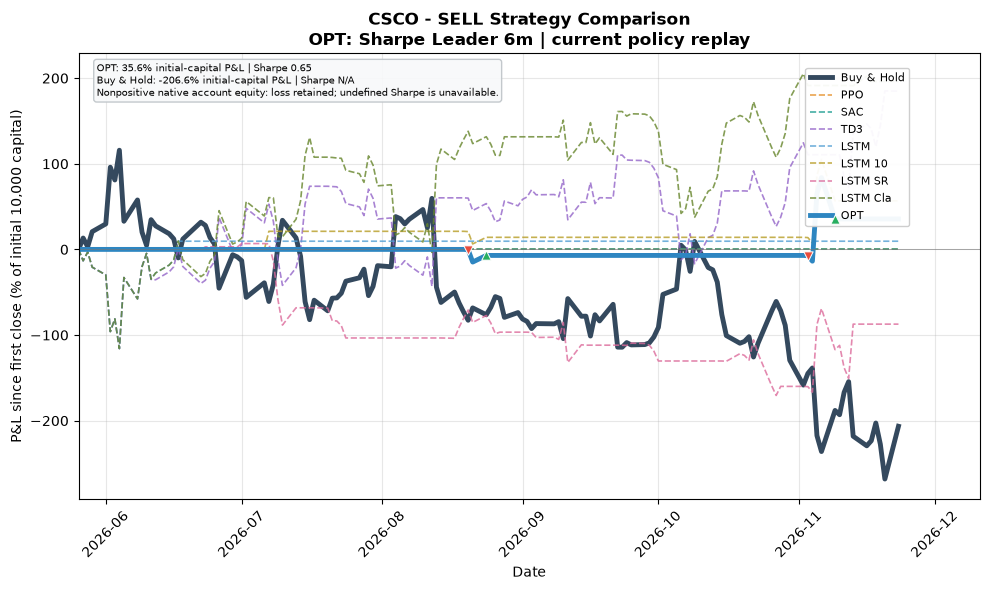 CSCO - SELL Strategy Comparison
OPT: Sharpe Leader 6m | current policy replay
OPT: 35.6% initial-capital P&L | Sharpe 0.65
Buy & Hold: -206.6% initial-capital P&L | Sharpe N/A
Nonpositive native account equity: loss retained; undefined Sharpe is unavailable.
Buy & Hold
PPO
SAC
TD3
LSTM
LSTM 10
LSTM SR
LSTM Cla
OPT
P&L since first close (% of initial 10,000 capital)
200
100
0
−100
−200
2026-06
2026-07
2026-08
2026-09
2026-10
2026-11
2026-12
Date